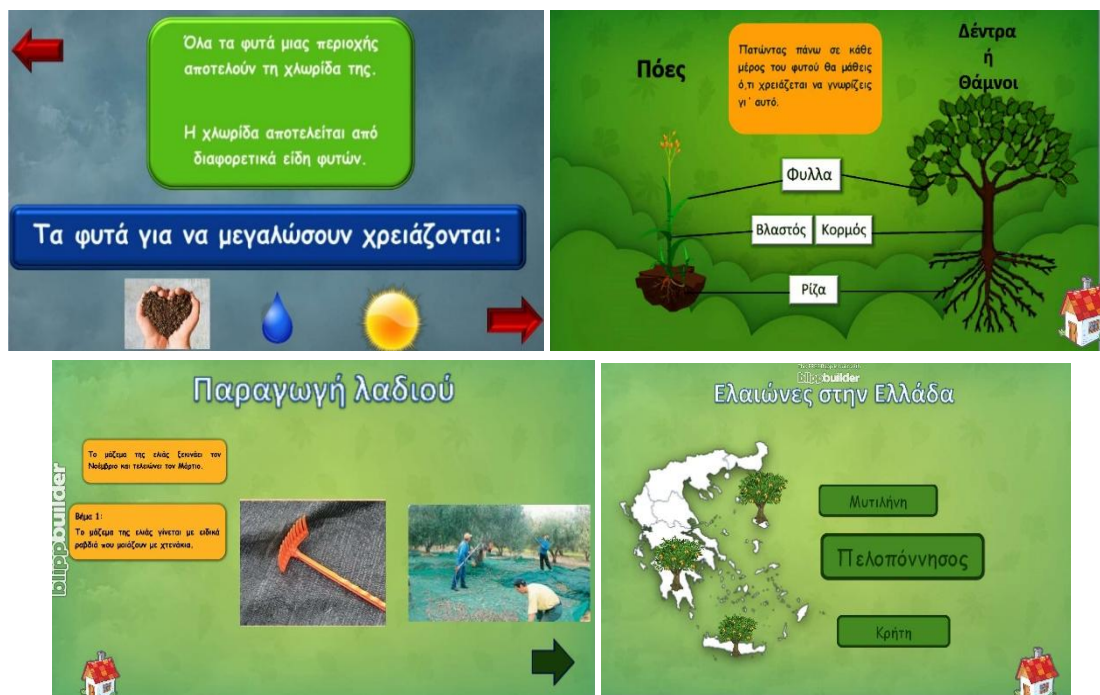 Όλα τα φυτά μιας περιοχής
αποτελούν τη χλωρίδα της.
Η χλωρίδα αποτελείται από
διαφορετικά είδη φυτών.
Τα φυτά για να μεγαλώσουν χρειάζονται:
Πόες
Πατώντας πάνω σε κάθε
μέρος του φυτού θα μάθεις
ό,τι χρειάζεται να γνωρίζεις
γι΄ αυτό.
Δέντρα
ή
Θάμνοι
Φυλλα
Βλαστός Κορμός
Ρίζα
Παραγωγή λαδιού
Το μάζεμα της ελιάς ξεκινάει τον
Νοέμβριο και τελειώνει τον Μάρτιο.
Βήμα 1:
Το μάζεμα της ελιάς γίνεται με ειδικά
ραβδιά που μοιάζουν με χτενάκια.
blippbuilder
blippbuilder
Ελαιώνες στην Ελλάδα
Μυτιλήνη
Πελοπόννησος
Κρήτη